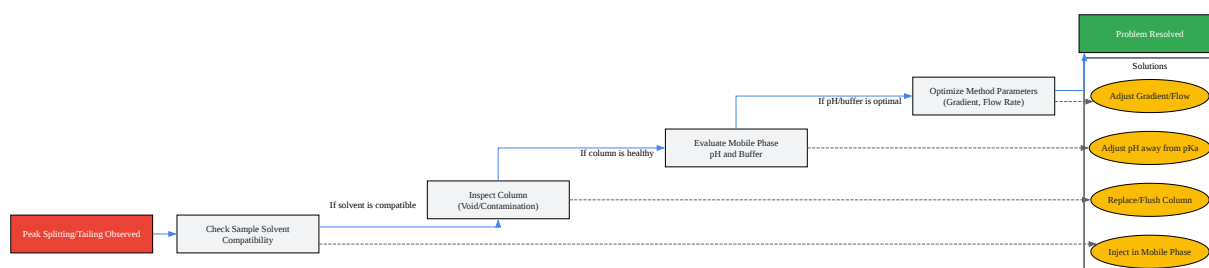 Problem Resolved
Solutions
Optimize Method Parameters
(Gradient, Flow Rate)
Adjust Gradient/Flow
If pH/buffer is optimal
Evaluate Mobile Phase
pH and Buffer
Adjust pH away from pKa
If column is healthy
Inspect Column
(Void/Contamination)
Replace/Flush Column
If solvent is compatible
Peak Splitting/Tailing Observed
Check Sample Solvent
Compatibility
Inject in Mobile Phase